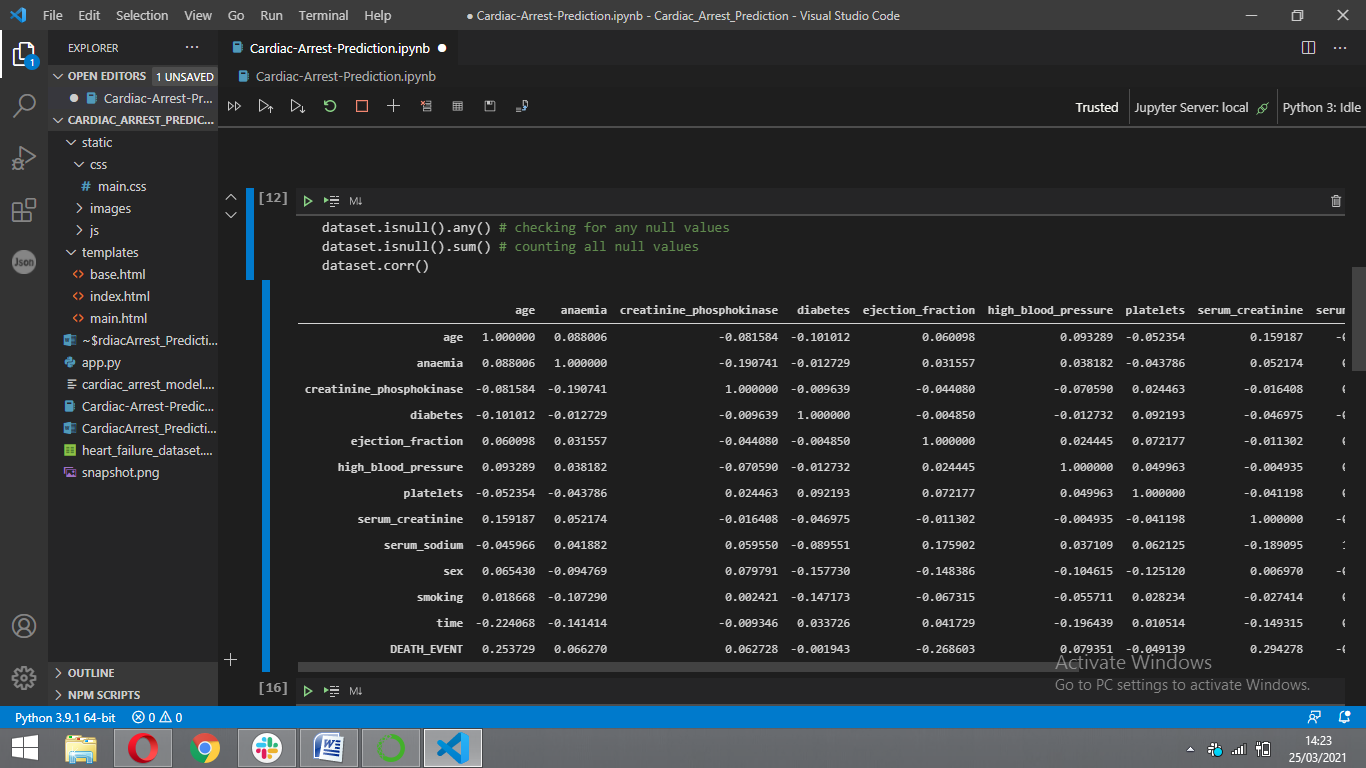 File Edit Selection View Go Run Terminal Help
● Cardiac-Arrest-Prediction.ipynb - Cardiac_Arrest_Prediction - Visual Studio Code
EXPLORER ···
OPEN EDITORS 1 UNSAVED
● Cardiac-Arrest-Pr...
CARDIAC_ARREST_PREDIC...
static
css
# main.css
images
js
templates
<> base.html
<> index.html
<> main.html
~$rdiacArrest_Predicti...
app.py
cardiac_arrest_model....
Cardiac-Arrest-Predic...
CardiacArrest_Predicti...
heart_failure_dataset....
snapshot.png
OUTLINE
NPM SCRIPTS
1
Json
Cardiac-Arrest-Prediction.ipynb ●
Cardiac-Arrest-Prediction.ipynb
Trusted Jupyter Server: local Python 3: Idle
[12] M↓
dataset.isnull().any() # checking for any null values
dataset.isnull().sum() # counting all null values
dataset.corr()
age anaemia creatinine_phosphokinase diabetes ejection_fraction high_blood_pressure platelets serum_creatinine
age 1.000000 0.088006 -0.081584 -0.101012 0.060098 0.093289 -0.052354 0.159187
anaemia 0.088006 1.000000 -0.190741 -0.012729 0.031557 0.038182 -0.043786 0.052174
creatinine_phosphokinase -0.081584 -0.190741 1.000000 -0.009639 -0.044080 -0.070590 0.024463 -0.016408
diabetes -0.101012 -0.012729 -0.009639 1.000000 -0.004850 -0.012732 0.092193 -0.046975
ejection_fraction 0.060098 0.031557 -0.044080 -0.004850 1.000000 0.024445 0.072177 -0.011302
high_blood_pressure 0.093289 0.038182 -0.070590 -0.012732 0.024445 1.000000 0.049963 -0.004935
platelets -0.052354 -0.043786 0.024463 0.092193 0.072177 0.049963 1.000000 -0.041198
serum_creatinine 0.159187 0.052174 -0.016408 -0.046975 -0.011302 -0.004935 -0.041198 1.000000
serum_sodium -0.045966 0.041882 0.059550 -0.089551 0.175902 0.037109 0.062125 -0.189095
sex 0.065430 -0.094769 0.079791 -0.157730 -0.148386 -0.104615 -0.125120 0.006970
smoking 0.018668 -0.107290 0.002421 -0.147173 -0.067315 -0.055711 0.028234 -0.027414
time -0.224068 -0.141414 -0.009346 0.033726 0.041729 -0.196439 0.010514 -0.149315
DEATH_EVENT 0.253729 0.066270 0.062728 -0.001943 -0.268603 0.079351 -0.049139 0.294278
[16] M↓
Activate Windows
Go to PC settings to activate Windows.
Python 3.9.1 64-bit 0 0
14:23
25/03/2021